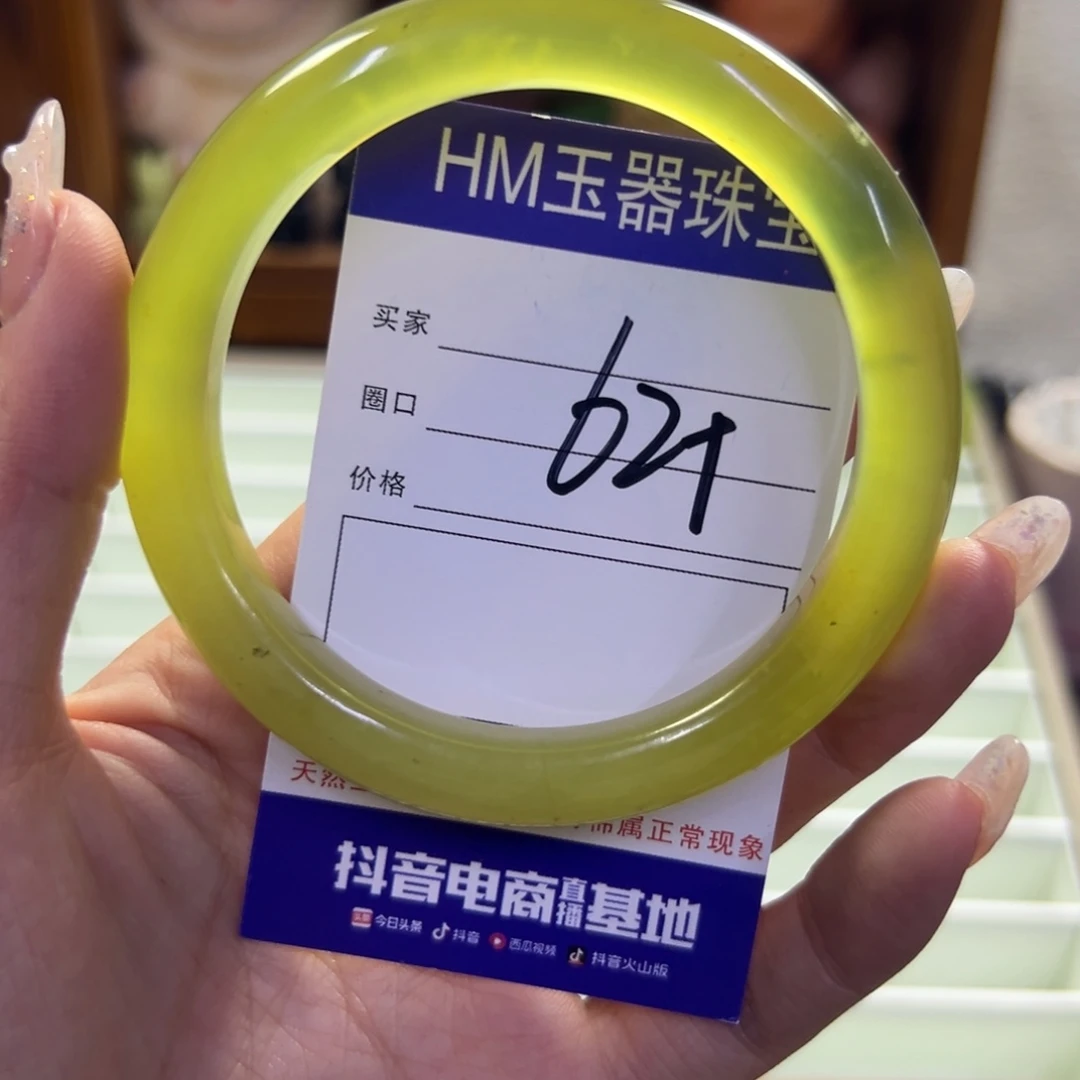 HM玉器珠宝
买家
圈口
价格
624
天然
属正常现象
抖音电商直播基地
今日头条 抖音 西瓜视频 抖音火山版